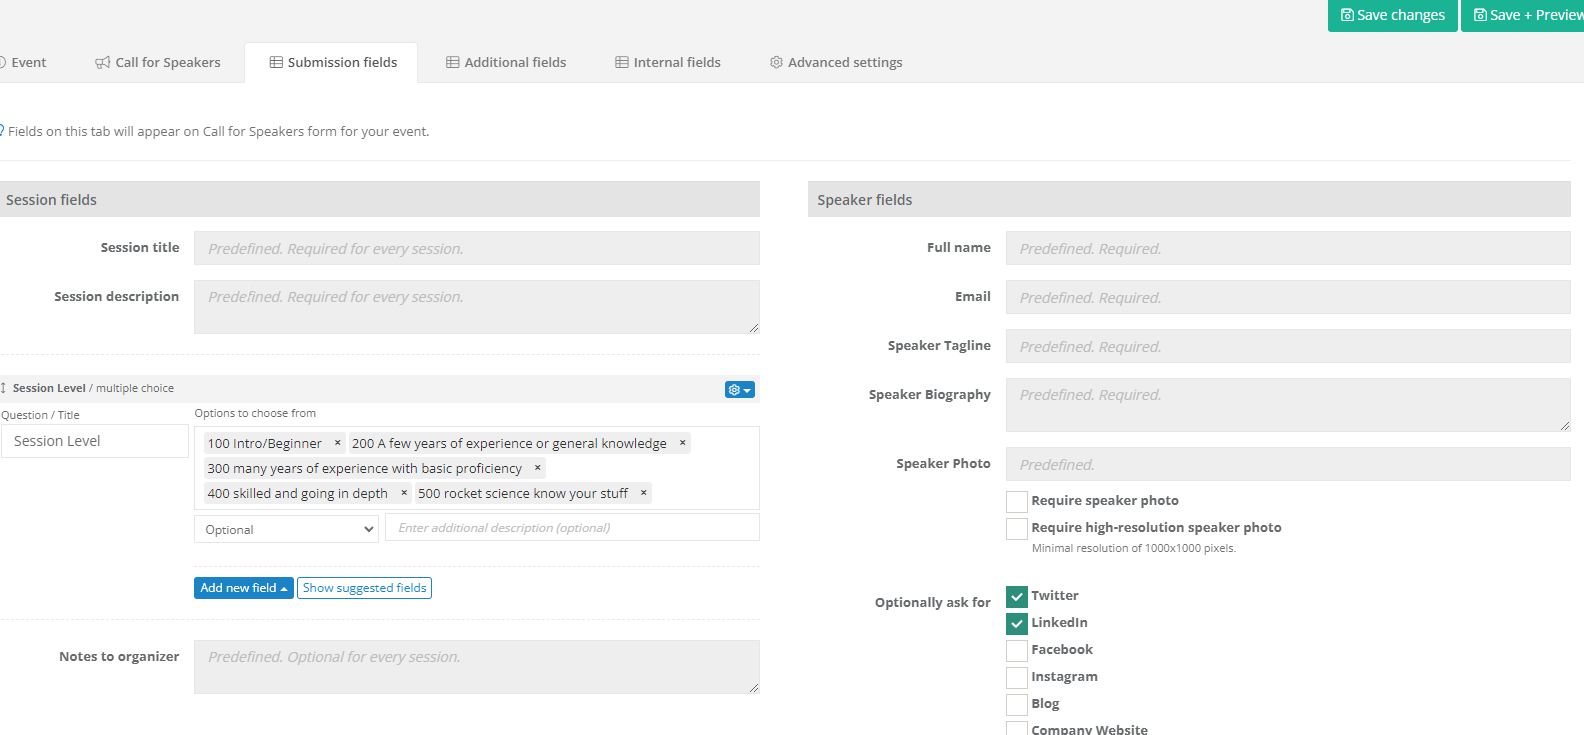 Save changes
Save + Preview
Event
Call for Speakers
Submission fields
Additional fields
Internal fields
Advanced settings
Fields on this tab will appear on Call for Speakers form for your event.
Session fields
Session title
Predefined. Required for every session.
Session description
Predefined. Required for every session.
Session Level / multiple choice
Question / Title
Options to choose from
Session Level
100 Intro/Beginner × 200 A few years of experience or general knowledge ×
300 many years of experience with basic proficiency ×
400 skilled and going in depth × 500 rocket science know your stuff ×
Optional
Enter additional description (optional)
Add new field
Show suggested fields
Notes to organizer
Predefined. Optional for every session.
Speaker fields
Full name
Predefined. Required.
Email
Predefined. Required.
Speaker Tagline
Predefined. Required.
Speaker Biography
Predefined. Required.
Speaker Photo
Predefined.
Require speaker photo
Require high-resolution speaker photo
Minimal resolution of 1000x1000 pixels.
Optionally ask for
Twitter
LinkedIn
Facebook
Instagram
Blog
Company Website